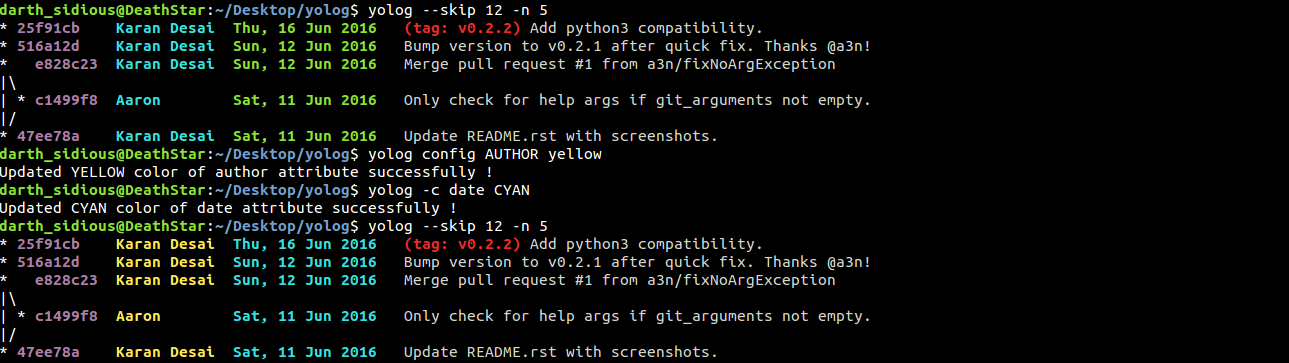 darth_sidious@DeathStar:~/Desktop/yolog$ yolog --skip 12 -n 5
* 25f91cb    Karan Desai  Thu, 16 Jun 2016   (tag: v0.2.2) Add python3 compatibility.
* 516a12d    Karan Desai  Sun, 12 Jun 2016   Bump version to v0.2.1 after quick fix. Thanks @a3n!
*   e828c23  Karan Desai  Sun, 12 Jun 2016   Merge pull request #1 from a3n/fixNoArgException
|\
| * c1499f8  Aaron        Sat, 11 Jun 2016   Only check for help args if git_arguments not empty.
|/
* 47ee78a    Karan Desai  Sat, 11 Jun 2016   Update README.rst with screenshots.
darth_sidious@DeathStar:~/Desktop/yolog$ yolog config AUTHOR yellow
Updated YELLOW color of author attribute successfully !
darth_sidious@DeathStar:~/Desktop/yolog$ yolog -c date CYAN
Updated CYAN color of date attribute successfully !
darth_sidious@DeathStar:~/Desktop/yolog$ yolog --skip 12 -n 5
* 25f91cb    Karan Desai  Thu, 16 Jun 2016   (tag: v0.2.2) Add python3 compatibility.
* 516a12d    Karan Desai  Sun, 12 Jun 2016   Bump version to v0.2.1 after quick fix. Thanks @a3n!
*   e828c23  Karan Desai  Sun, 12 Jun 2016   Merge pull request #1 from a3n/fixNoArgException
|\
| * c1499f8  Aaron        Sat, 11 Jun 2016   Only check for help args if git_arguments not empty.
|/
* 47ee78a    Karan Desai  Sat, 11 Jun 2016   Update README.rst with screenshots.